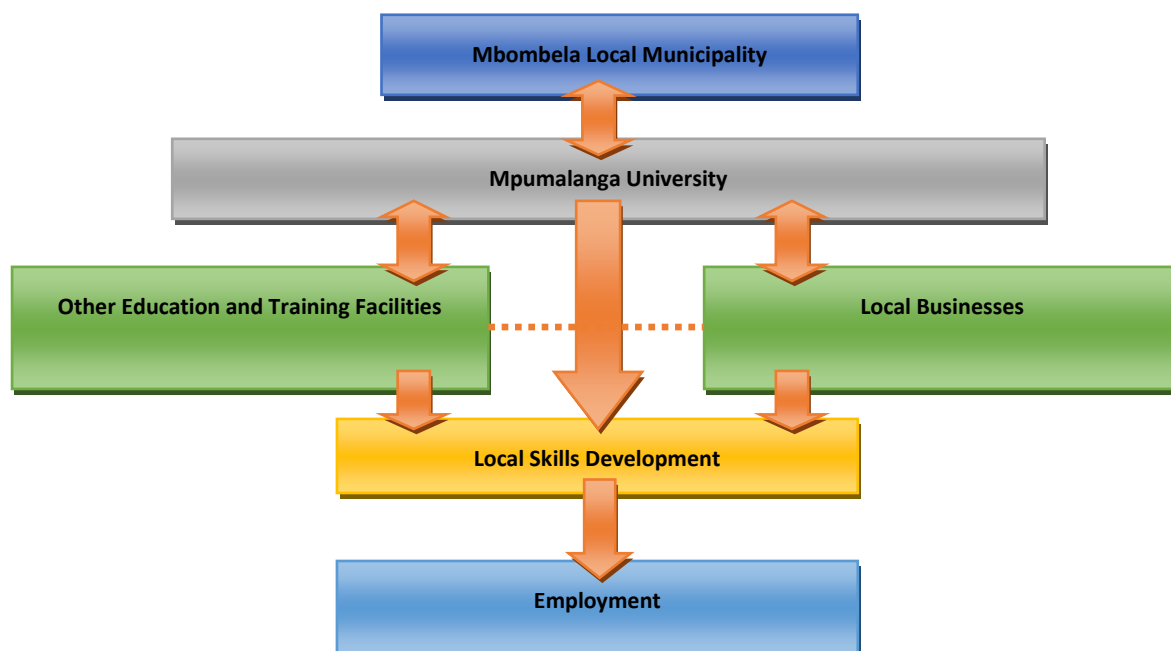 Mbombela Local Municipality
Mpumalanga University
Other Education and Training Facilities
Local Businesses
Local Skills Development
Employment